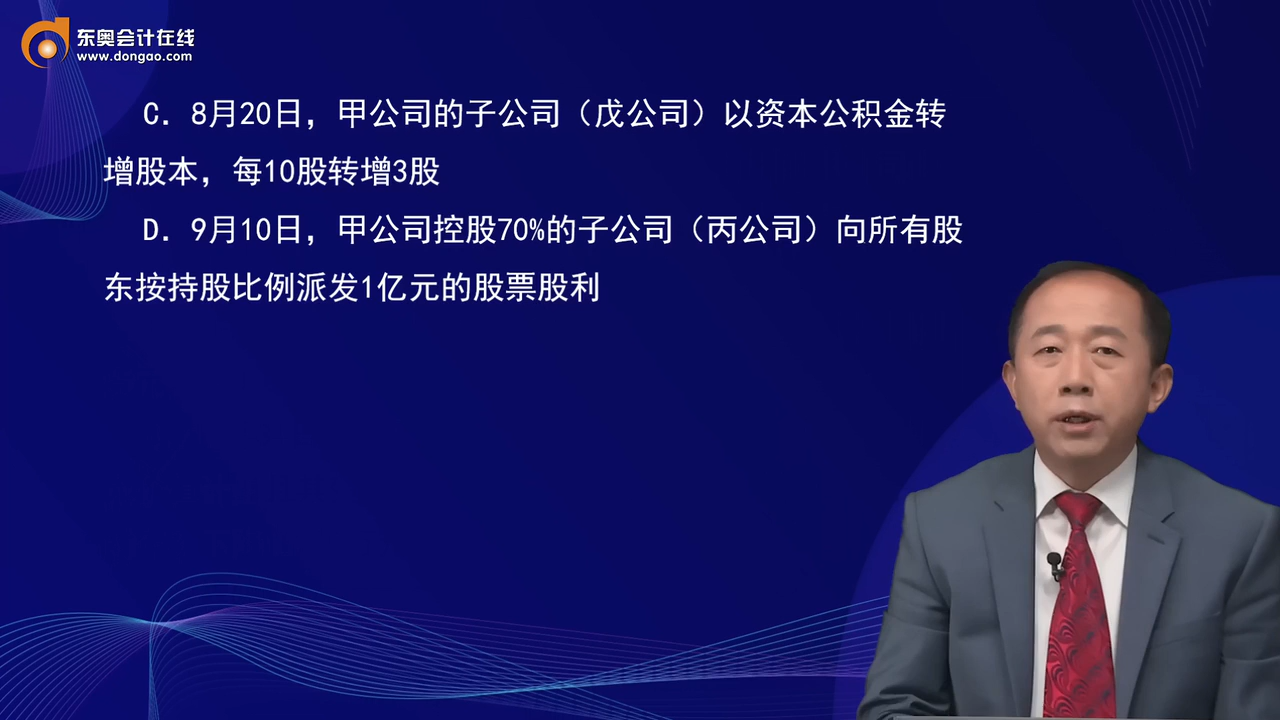 东奥会计在线
www.dongao.com
C. 8月20日，甲公司的子公司（戊公司）以资本公积金转
增股本，每10股转增3股
D. 9月10日，甲公司控股70%的子公司（丙公司）向所有股
东按持股比例派发1亿元的股票股利